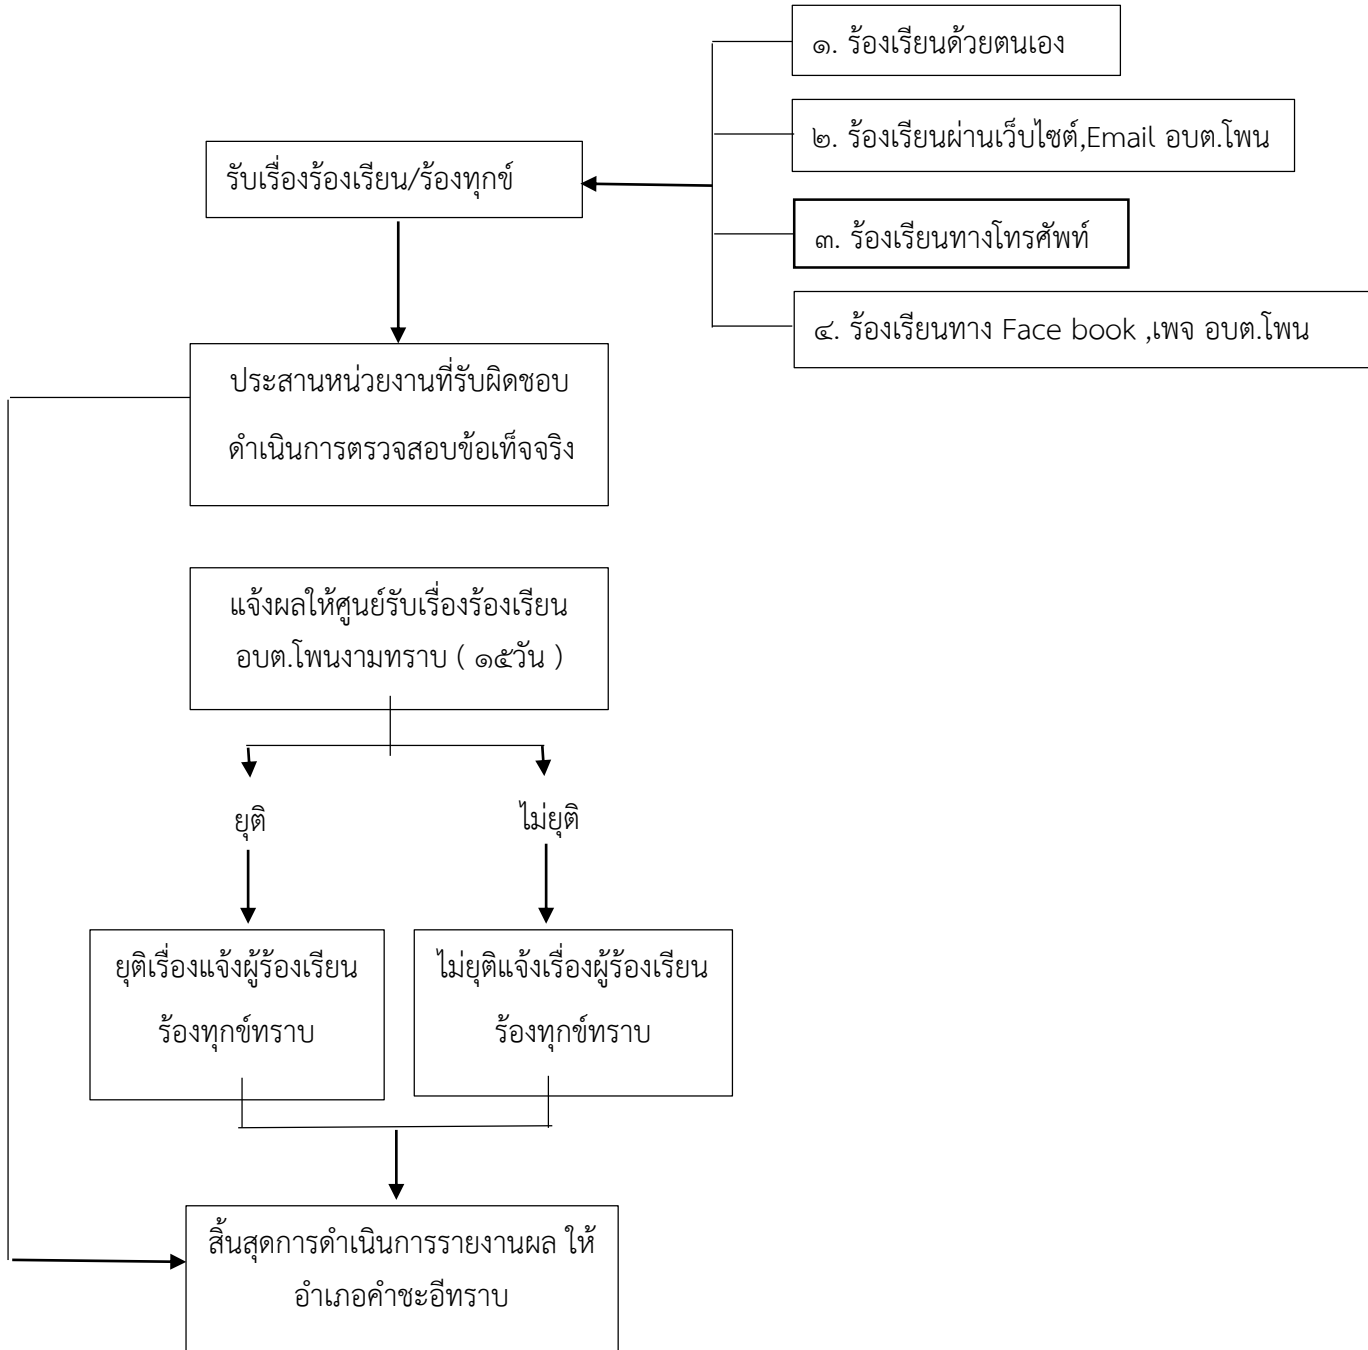 ๑. ร้องเรียนด้วยตนเอง
๒. ร้องเรียนผ่านเว็บไซต์,Email อบต.โพน
รับเรื่องร้องเรียน/ร้องทุกข์
๓. ร้องเรียนทางโทรศัพท์
๔. ร้องเรียนทาง Face book ,เพจ อบต.โพน
ประสานหน่วยงานที่รับผิดชอบ
ดำเนินการตรวจสอบข้อเท็จจริง
แจ้งผลให้ศูนย์รับเรื่องร้องเรียน
อบต.โพนงามทราบ ( ๑๕วัน )
ยุติ
ไม่ยุติ
ยุติเรื่องแจ้งผู้ร้องเรียน
ร้องทุกข์ทราบ
ไม่ยุติแจ้งเรื่องผู้ร้องเรียน
ร้องทุกข์ทราบ
สิ้นสุดการดำเนินการรายงานผล ให้
อำเภอคำชะอีทราบ